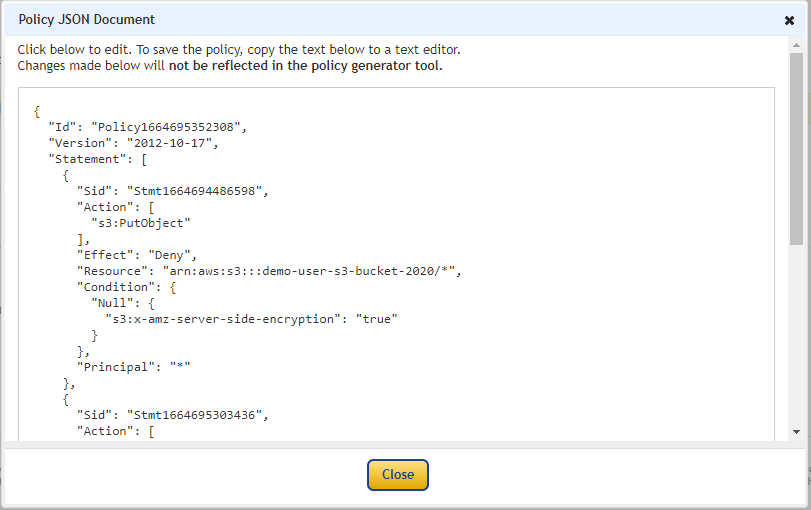 Policy JSON Document
Click below to edit. To save the policy, copy the text below to a text editor.
Changes made below will not be reflected in the policy generator tool.
{
  "Id": "Policy1664695352308",
  "Version": "2012-10-17",
  "Statement": [
    {
      "Sid": "Stmt1664694486598",
      "Action": [
        "s3:PutObject"
      ],
      "Effect": "Deny",
      "Resource": "arn:aws:s3:::demo-user-s3-bucket-2020/*",
      "Condition": {
        "Null": {
          "s3:x-amz-server-side-encryption": "true"
        }
      },
      "Principal": "*"
    },
    {
      "Sid": "Stmt1664695303436",
      "Action": [
Close